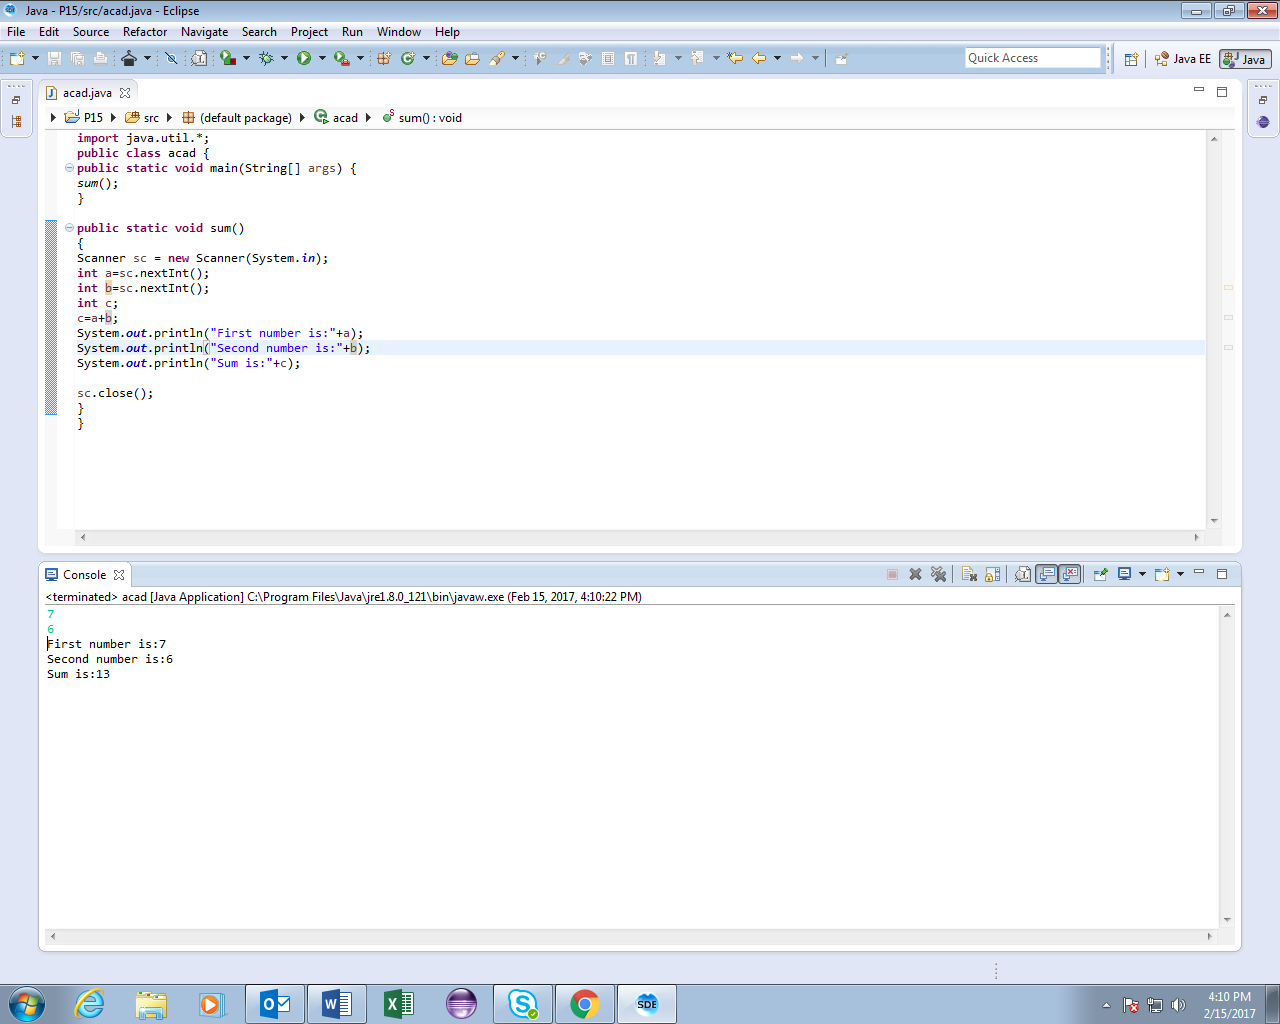 Java - P15/src/acad.java - Eclipse
File Edit Source Refactor Navigate Search Project Run Window Help
Quick Access
Java EE
Java
acad.java
P15 src (default package) acad sum() : void
import java.util.*;
public class acad {
public static void main(String[] args) {
sum();
}
public static void sum()
{
Scanner sc = new Scanner(System.in);
int a=sc.nextInt();
int b=sc.nextInt();
int c;
c=a+b;
System.out.println("First number is:"+a);
System.out.println("Second number is:"+b);
System.out.println("Sum is:"+c);
sc.close();
}
}
Console
<terminated> acad [Java Application] C:\Program Files\Java\jre1.8.0_121\bin\javaw.exe (Feb 15, 2017, 4:10:22 PM)
7
6
First number is:7
Second number is:6
Sum is:13
SDE
4:10 PM
2/15/2017